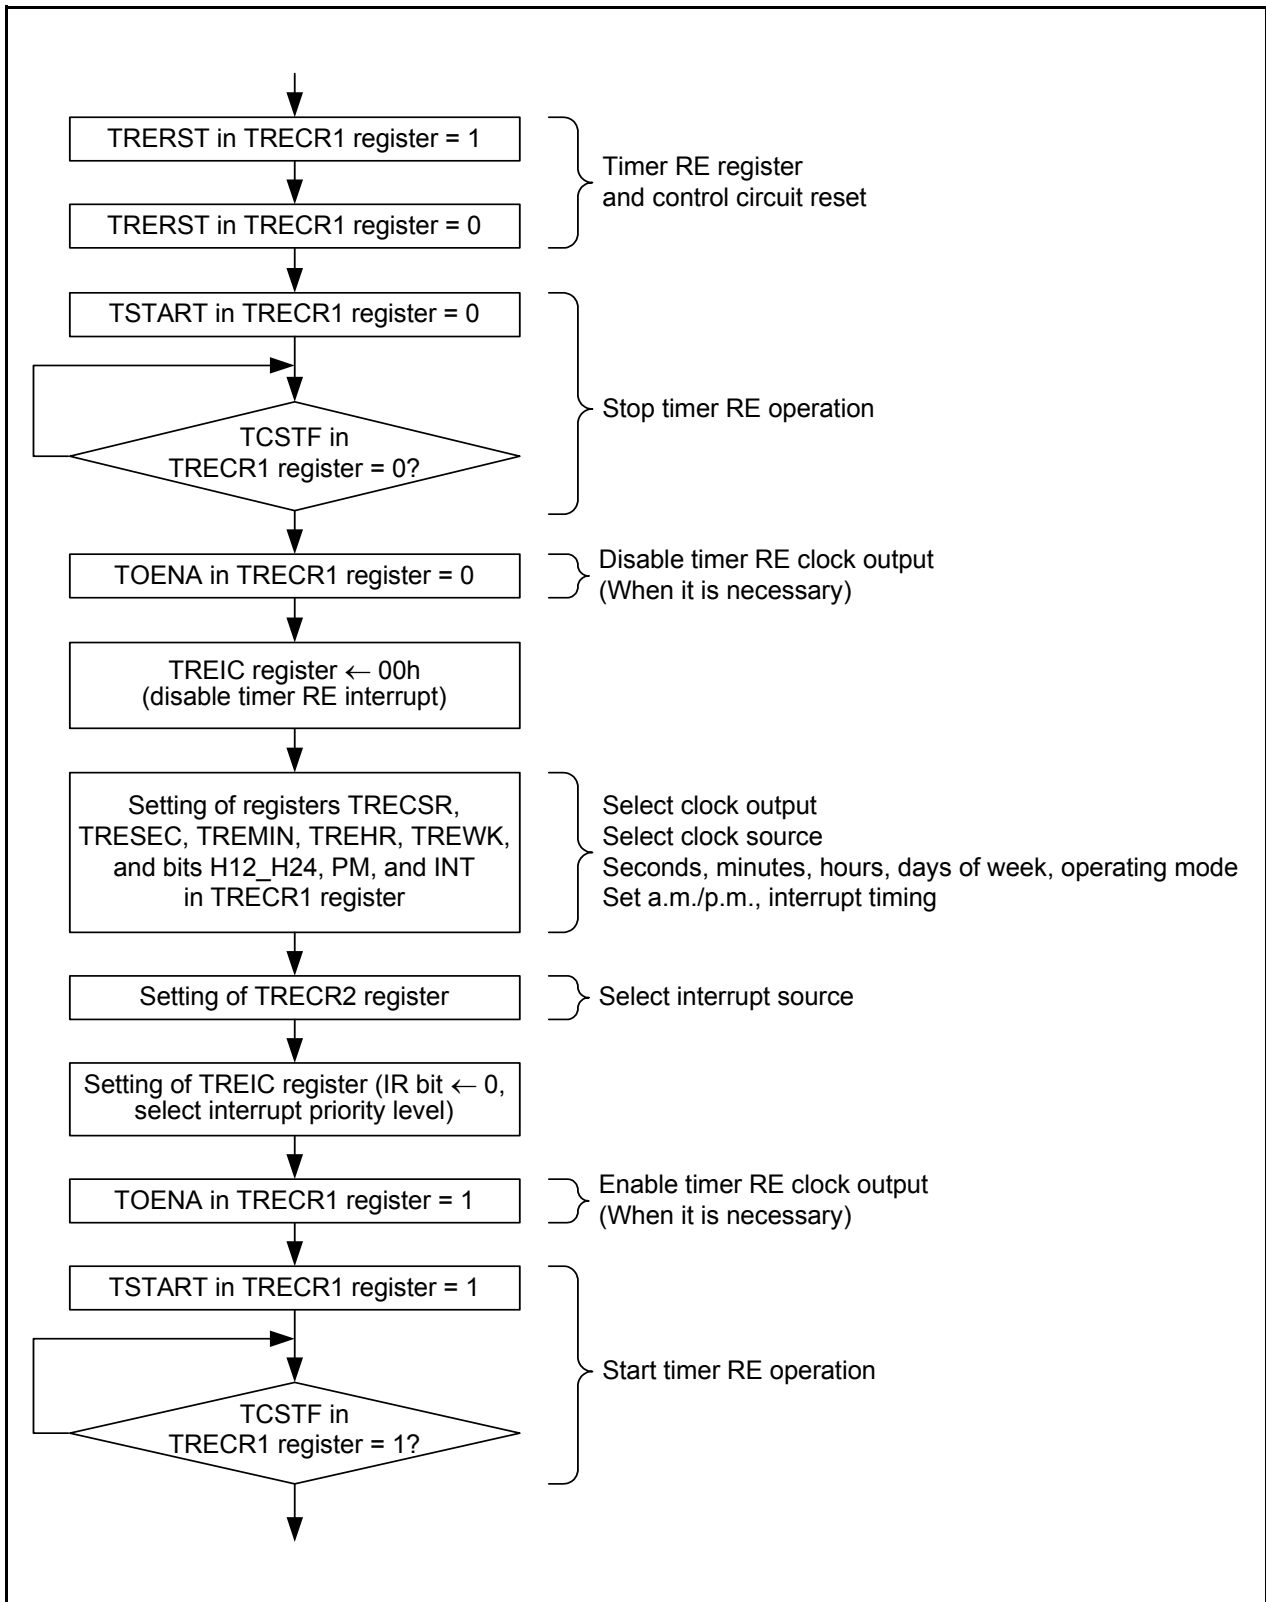 TRERST in TRECR1 register = 1
TRERST in TRECR1 register = 0
Timer RE register
and control circuit reset
TSTART in TRECR1 register = 0
TCSTF in
TRECR1 register = 0?
Stop timer RE operation
TOENA in TRECR1 register = 0
Disable timer RE clock output
(When it is necessary)
TREIC register ← 00h
(disable timer RE interrupt)
Setting of registers TRECSR,
TRESEC, TREMIN, TREHR, TREWK,
and bits H12_H24, PM, and INT
in TRECR1 register
Select clock output
Select clock source
Seconds, minutes, hours, days of week, operating mode
Set a.m./p.m., interrupt timing
Setting of TRECR2 register
Select interrupt source
Setting of TREIC register (IR bit ← 0,
select interrupt priority level)
TOENA in TRECR1 register = 1
Enable timer RE clock output
(When it is necessary)
TSTART in TRECR1 register = 1
TCSTF in
TRECR1 register = 1?
Start timer RE operation